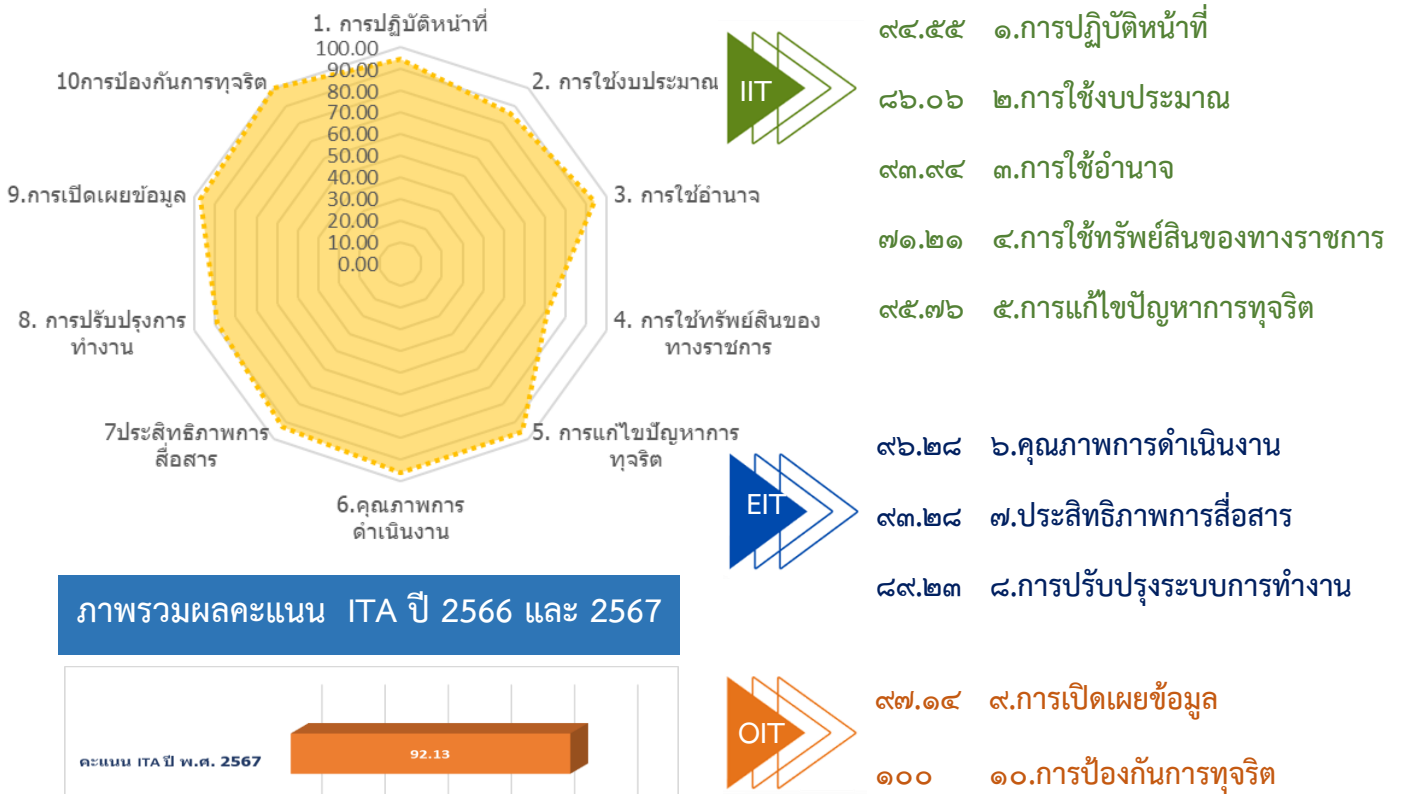 1. การปฏิบัติหน้าที่
100.00
90.00
80.00
70.00
60.00
50.00
40.00
30.00
20.00
10.00
0.00
2. การใช้งบประมาณ
3. การใช้อำนาจ
4. การใช้ทรัพย์สินของ
ทางราชการ
5. การแก้ไขปัญหาการ
ทุจริต
6.คุณภาพการ
ดำเนินงาน
7ประสิทธิภาพการ
สื่อสาร
8. การปรับปรุงการ
ทำงาน
9.การเปิดเผยข้อมูล
10การป้องกันการทุจริต
IIT
๙๔.๕๕ ๑.การปฏิบัติหน้าที่
๘๖.๐๖ ๒.การใช้งบประมาณ
๙๓.๙๔ ๓.การใช้อำนาจ
๗๑.๒๑ ๔.การใช้ทรัพย์สินของทางราชการ
๙๕.๗๖ ๕.การแก้ไขปัญหาการทุจริต
EIT
๙๖.๒๘ ๖.คุณภาพการดำเนินงาน
๙๓.๒๘ ๗.ประสิทธิภาพการสื่อสาร
๘๙.๒๓ ๘.การปรับปรุงระบบการทำงาน
OIT
๙๗.๑๔ ๙.การเปิดเผยข้อมูล
๑๐๐ ๑๐.การป้องกันการทุจริต
ภาพรวมผลคะแนน ITA ปี 2566 และ 2567
คะแนน ITA ปี พ.ศ. 2567
92.13